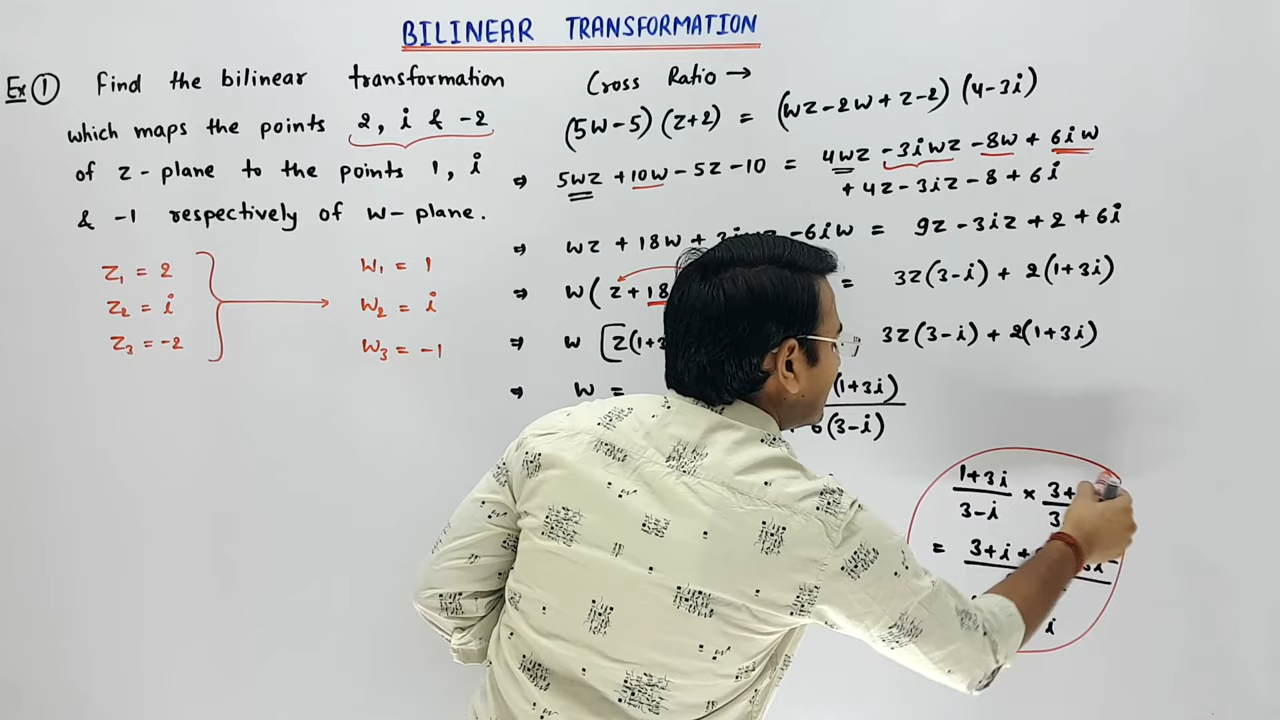 BILINEAR TRANSFORMATION
Ex ① Find the bilinear transformation
which maps the points 2, i & -2
of z-plane to the points 1, i
& -1 respectively of w-plane.
z₁ = 2
z₂ = i
z₃ = -2
w₁ = 1
w₂ = i
w₃ = -1
Cross Ratio →
(5w-5)(z+2) = (wz-2w+z-2)(4-3i)
⇒ 5wz +10w -5z -10 = 4wz -3iwz -8w + 6iw
+ 4z -3iz -8 + 6i
⇒ wz + 18w + -6iw = 9z -3iz + 2 + 6i
⇒ w(z + 18 = 3z(3-i) + 2(1+3i)
⇒ w [z(1+3 3z(3-i) + 2(1+3i)
⇒ w = (1+3i)
6(3-i)
1+3i × 3+
3-i 3
= 3+i+
i